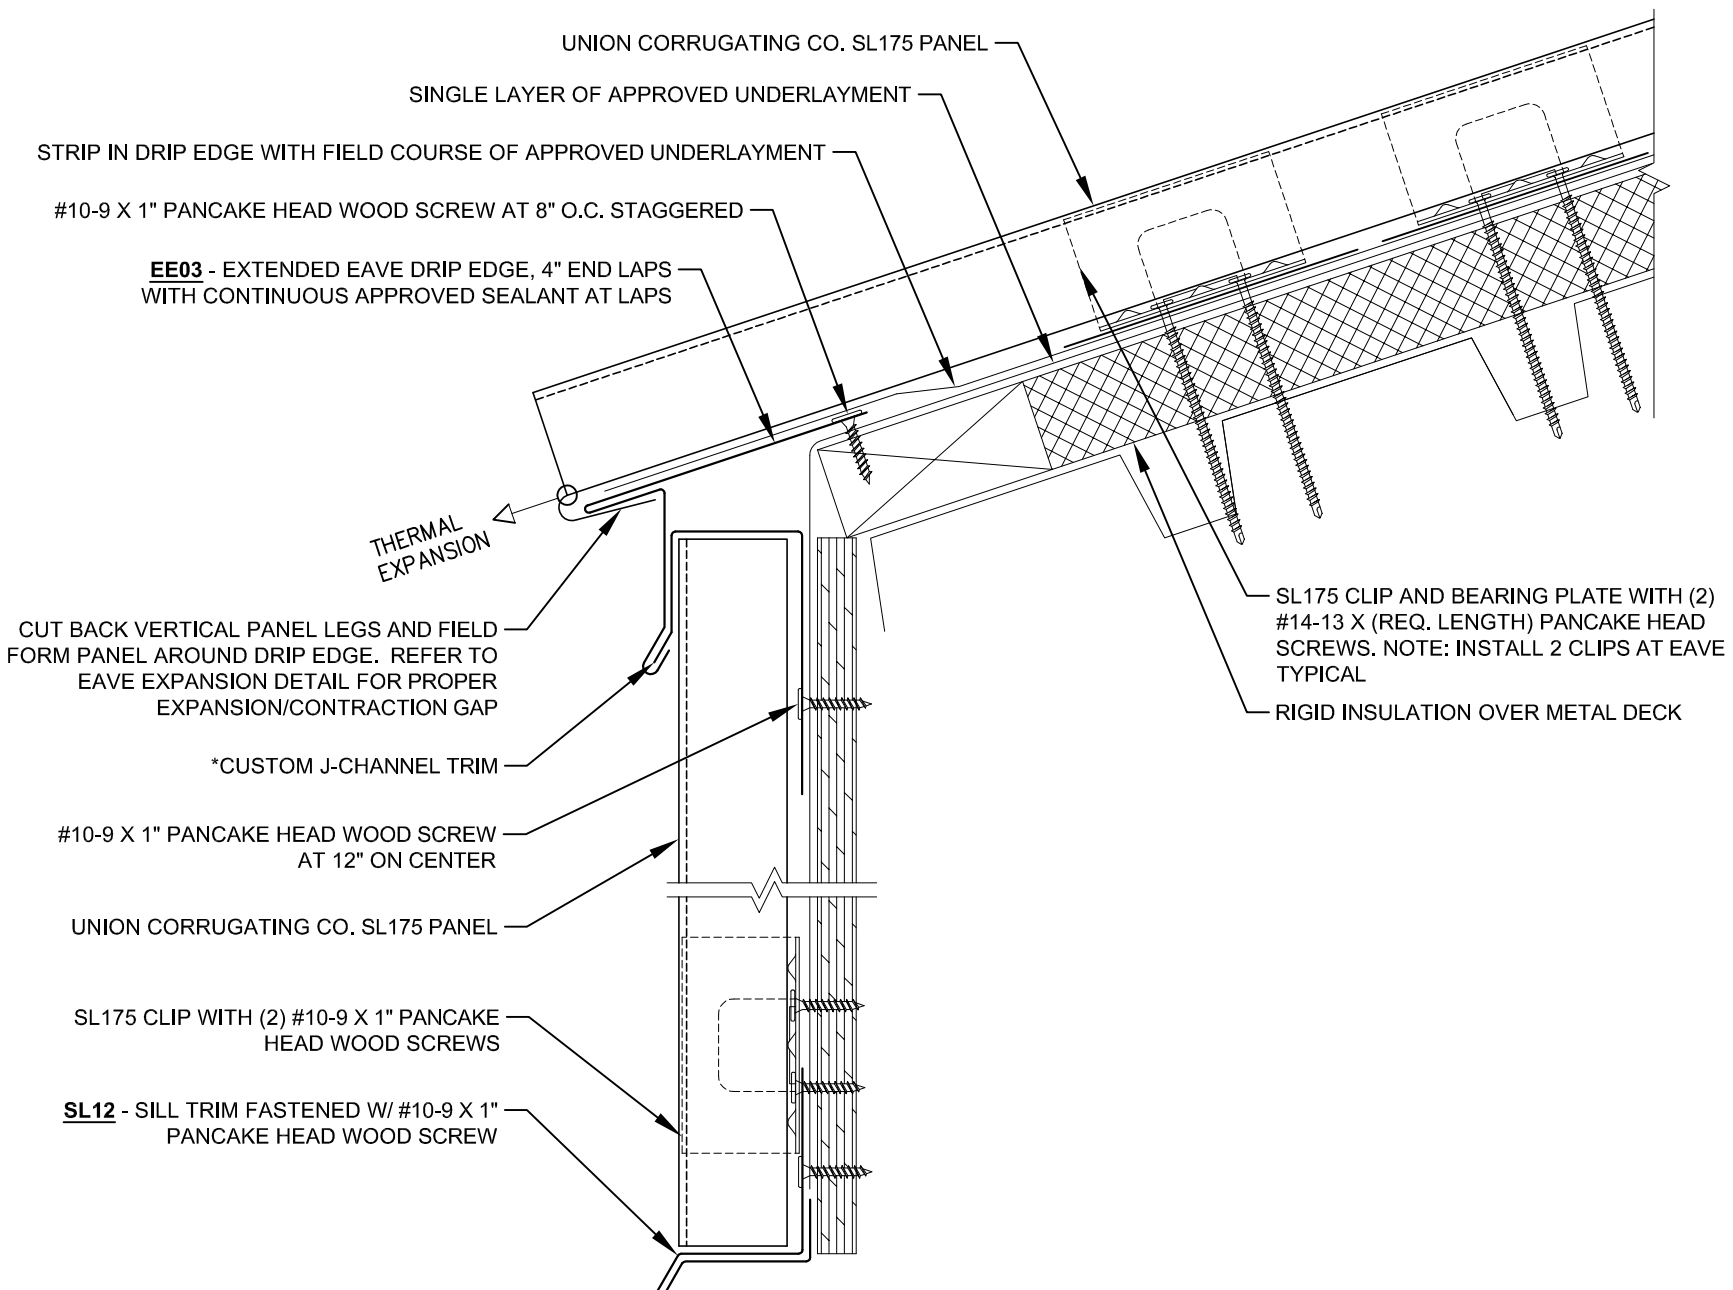 UNION CORRUGATING CO. SL175 PANEL
SINGLE LAYER OF APPROVED UNDERLAYMENT
STRIP IN DRIP EDGE WITH FIELD COURSE OF APPROVED UNDERLAYMENT
#10-9 X 1" PANCAKE HEAD WOOD SCREW AT 8" O.C. STAGGERED
EE03 - EXTENDED EAVE DRIP EDGE, 4" END LAPS
WITH CONTINUOUS APPROVED SEALANT AT LAPS
THERMAL
EXPANSION
CUT BACK VERTICAL PANEL LEGS AND FIELD
FORM PANEL AROUND DRIP EDGE.  REFER TO
EAVE EXPANSION DETAIL FOR PROPER
EXPANSION/CONTRACTION GAP
*CUSTOM J-CHANNEL TRIM
#10-9 X 1" PANCAKE HEAD WOOD SCREW
AT 12" ON CENTER
UNION CORRUGATING CO. SL175 PANEL
SL175 CLIP WITH (2) #10-9 X 1" PANCAKE
HEAD WOOD SCREWS
SL12 - SILL TRIM FASTENED W/ #10-9 X 1"
PANCAKE HEAD WOOD SCREW
SL175 CLIP AND BEARING PLATE WITH (2)
#14-13 X (REQ. LENGTH) PANCAKE HEAD
SCREWS. NOTE: INSTALL 2 CLIPS AT EAVE
TYPICAL
RIGID INSULATION OVER METAL DECK